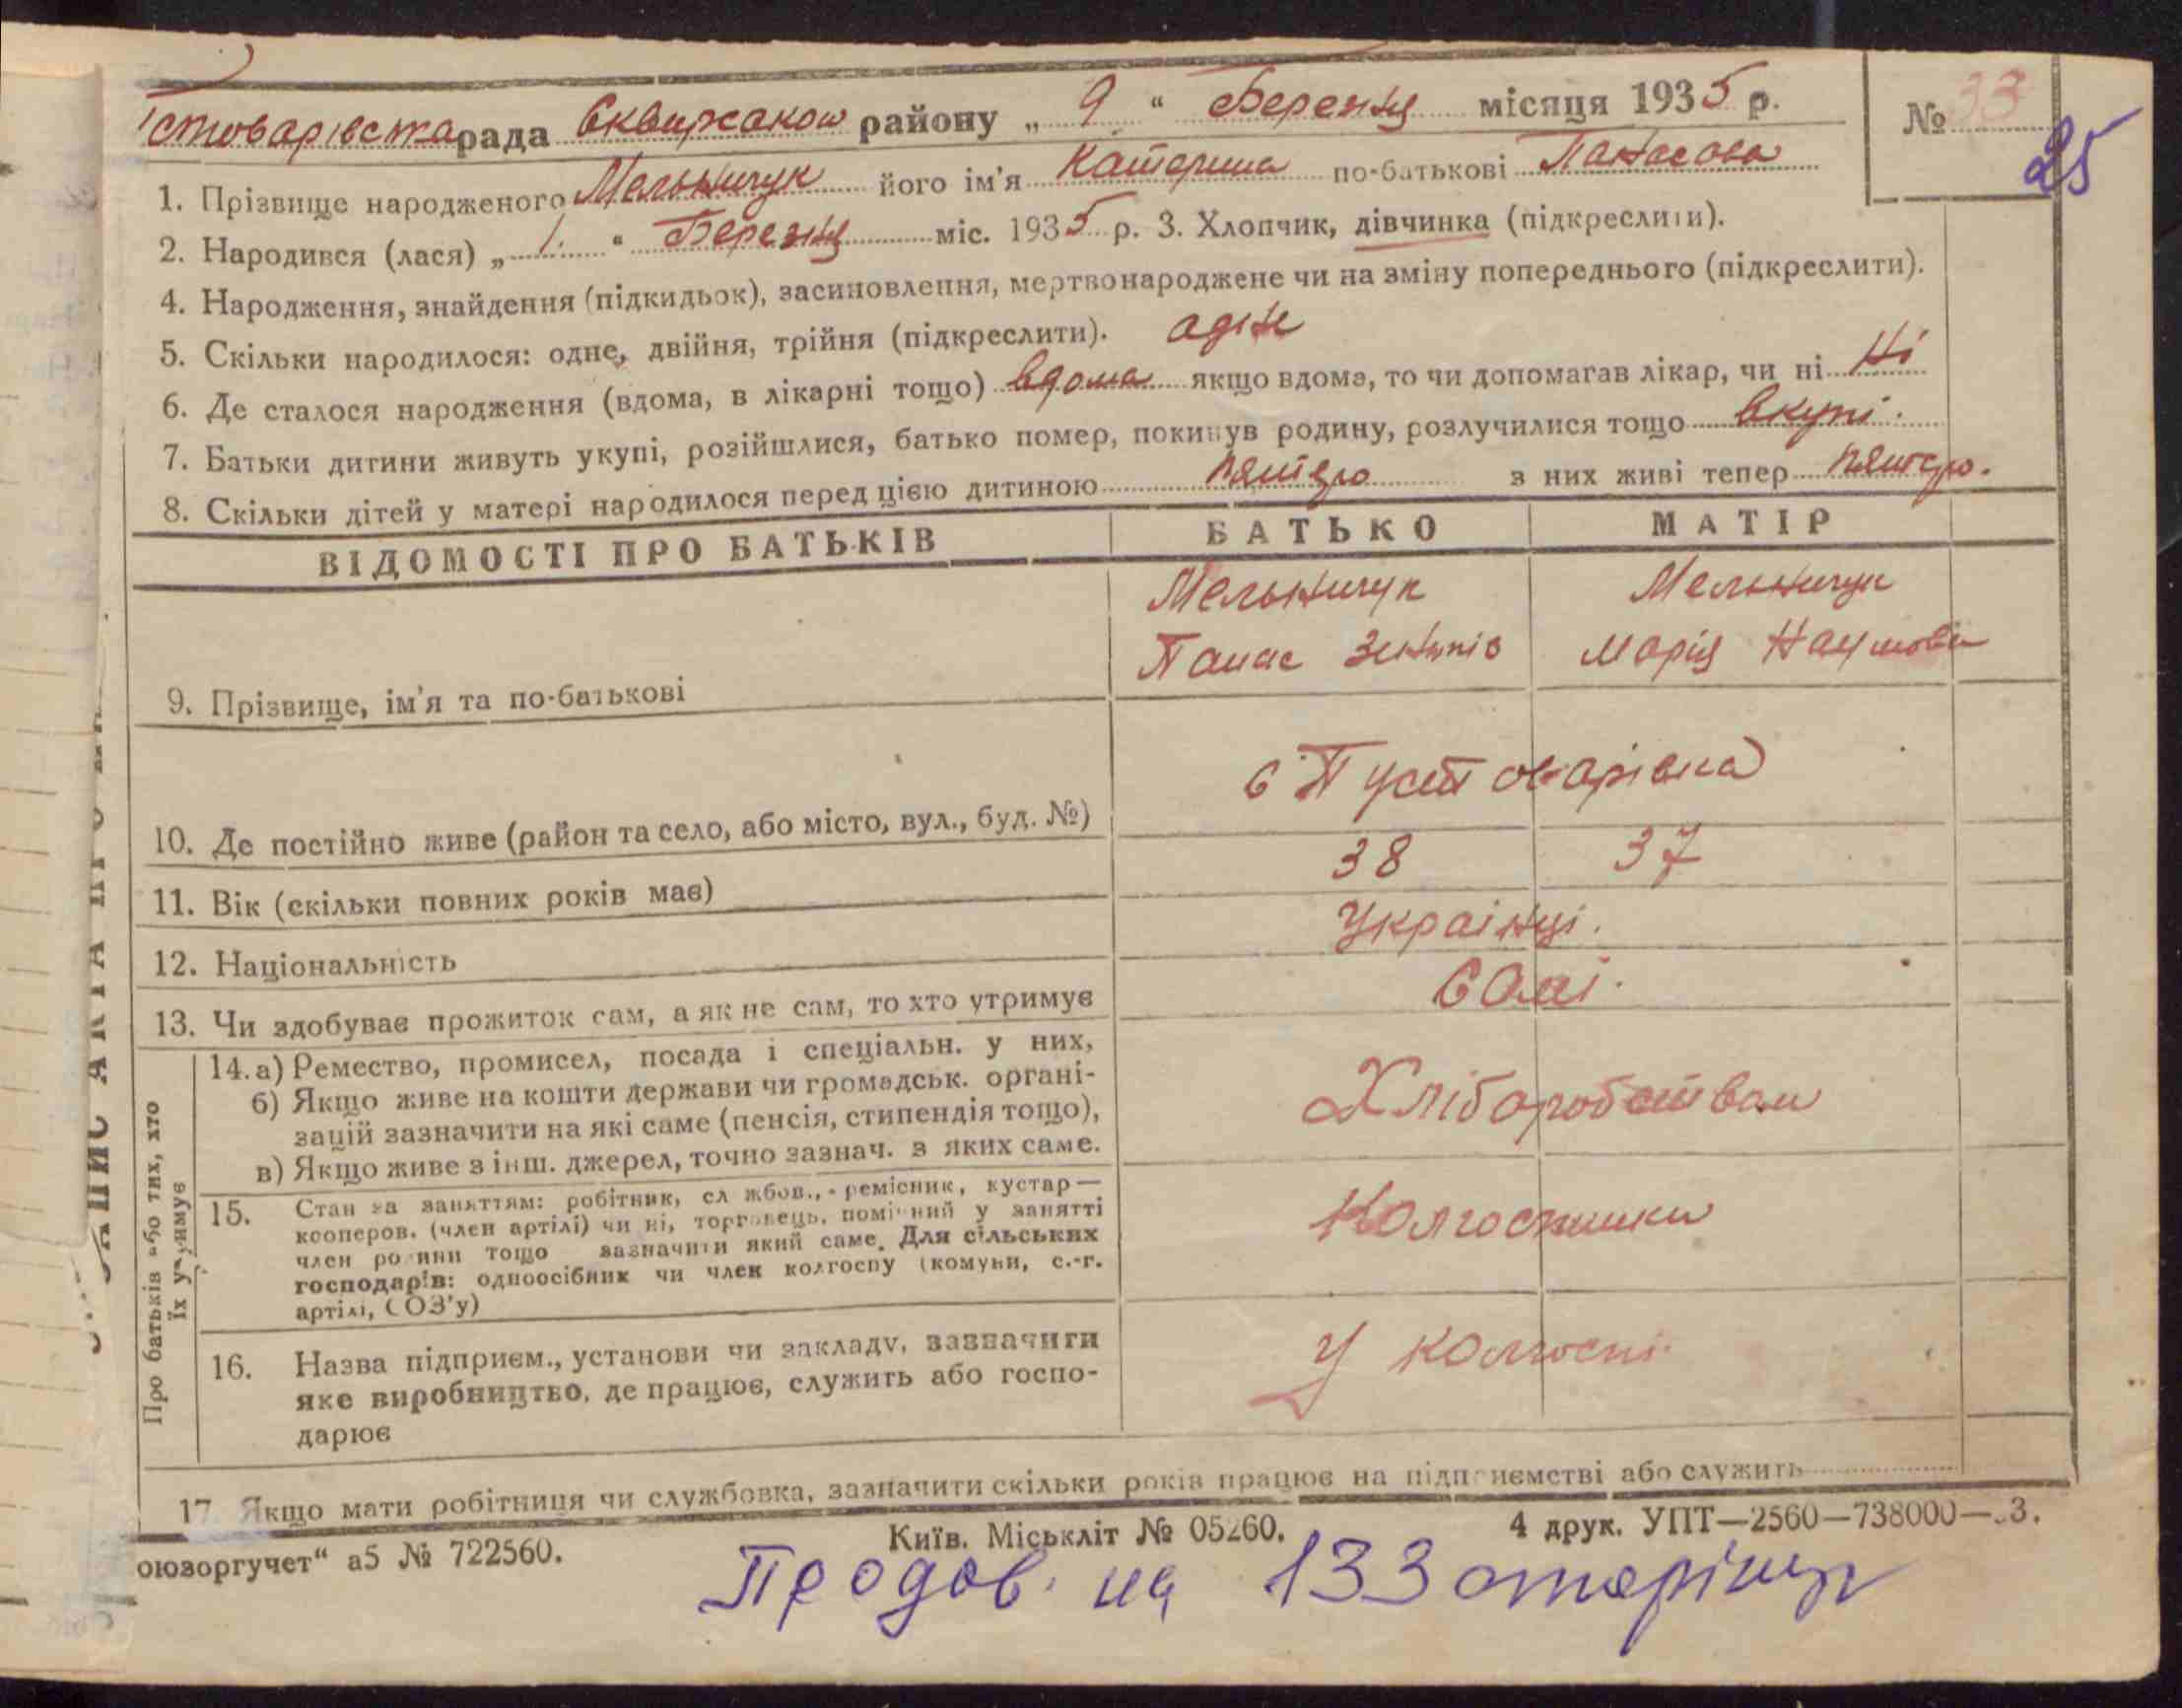 стоварівська рада Сквирсаков району „ 9 “ Березня місяця 1935 р.
№ 33
25
1. Прізвище народженого Мельничук його ім'я Катерина по-батькові Панасова
2. Народився (лася) „ 1. “ Березня міс. 1935 р. 3. Хлопчик, дівчинка (підкреслити).
4. Народження, знайдення (підкидьок), засиновлення, мертвонароджене чи на зміну попереднього (підкреслити).
5. Скільки народилося: одне, двійня, трійня (підкреслити).
6. Де сталося народження (вдома, в лікарні тощо) вдома якщо вдома, то чи допомагав лікар, чи ні Ні
7. Батьки дитини живуть укупі, розійшлися, батько помер, покинув родину, розлучилися тощо вкупі.
8. Скільки дітей у матері народилося перед цією дитиною пятеро з них живі тепер пятеро.
ВІДОМОСТІ ПРО БАТЬКІВ БАТЬКО МАТІР
Мельничук Мельничук
Панас Марія Наумовна
9. Прізвище, ім'я та по-батькові
с Пустоварівка
10. Де постійно живе (район та село, або місто, вул., буд. №)
38 37
11. Вік (скільки повних років має)
Українці.
12. Національність
Самі.
13. Чи здобуває прожиток сам, а як не сам, то хто утримує
Про батьків або тих, хто
їх утримує
14. а) Ремество, промисел, посада і спеціальн. у них,
б) Якщо живе на кошти держави чи громадськ. органі-
зацій зазначити на які саме (пенсія, стипендія тощо),
в) Якщо живе з інш. джерел, точно зазнач. з яких саме.
Хліборобством
15. Стан за заняттям: робітник, сл жбов., ремісник, кустар—
кооперов. (член артілі) чи ні, торговець, помічний у занятті
член родини тощо зазначити який саме. Для сільських
господарів: одноосібник чи член колгоспу (комуни, с.-г.
артілі, СОЗ'у)
Колгоспники
16. Назва підприєм., установи чи закладу, зазначити
яке виробництво, де працює, служить або госпо-
дарює
У колгоспі.
17. Якщо мати робітниця чи службовка, зазначити скільки років працює на підприємстві або служить
оюзоргучет“ а5 № 722560. Київ. Міськліт № 05260. 4 друк. УПТ—2560—738000—
Продов. на 133 сторінці